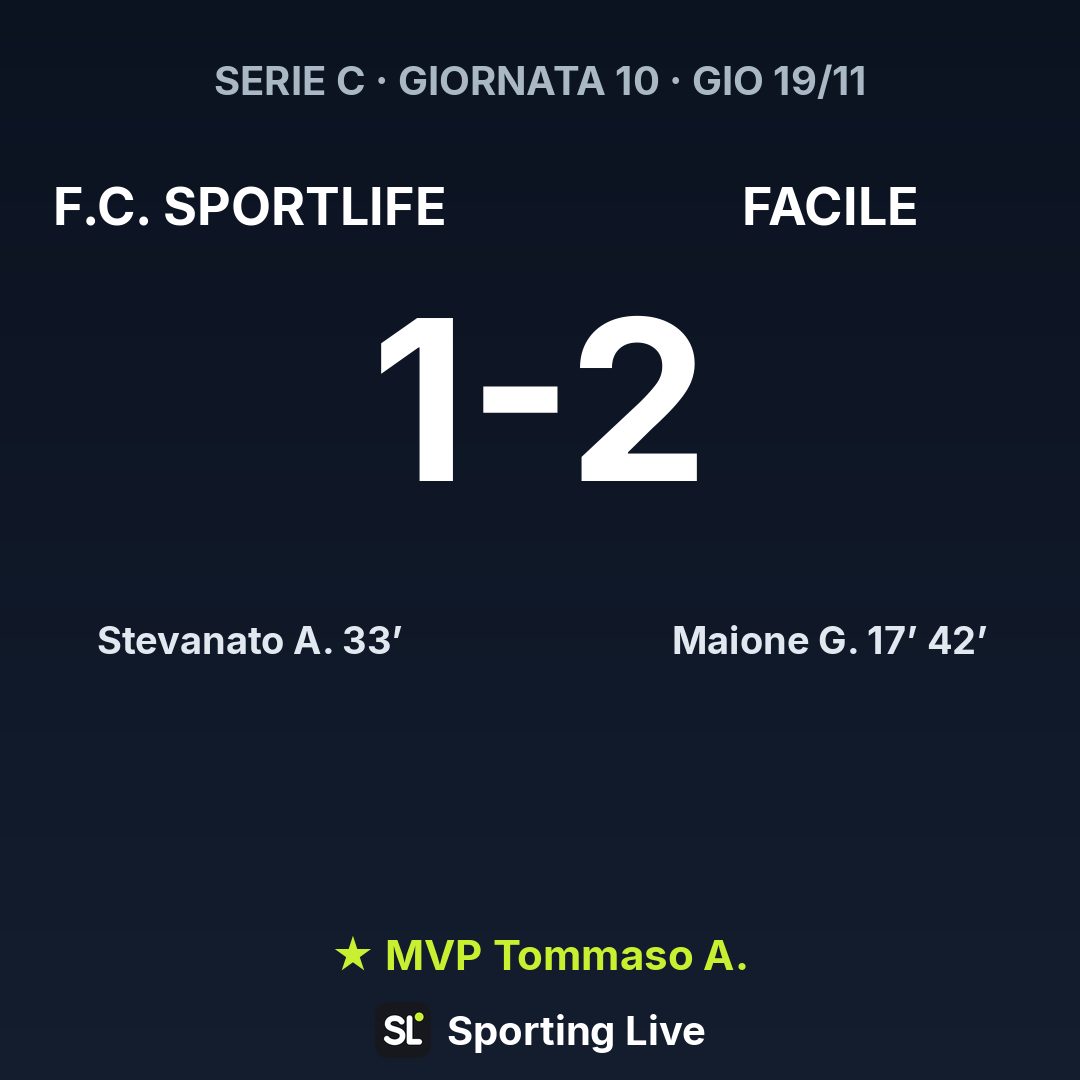 SERIE C · GIORNATA 10 · GIO 19/11
F.C. SPORTLIFE FACILE
1-2
Stevanato A. 33′ Maione G. 17′ 42′
★ MVP Tommaso A.
SL Sporting Live